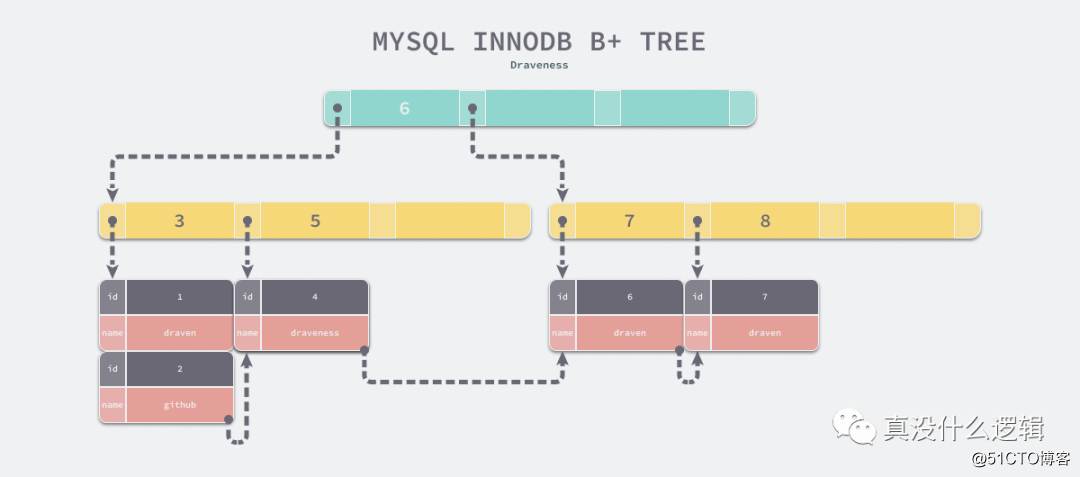 MYSQL INNODB B+ TREE
Draveness
6
3 5 7 8
id 1 id 4 id 6 id 7
name draven name draveness name draven name draven
id 2
name github
真没什么逻辑
@51CTO博客